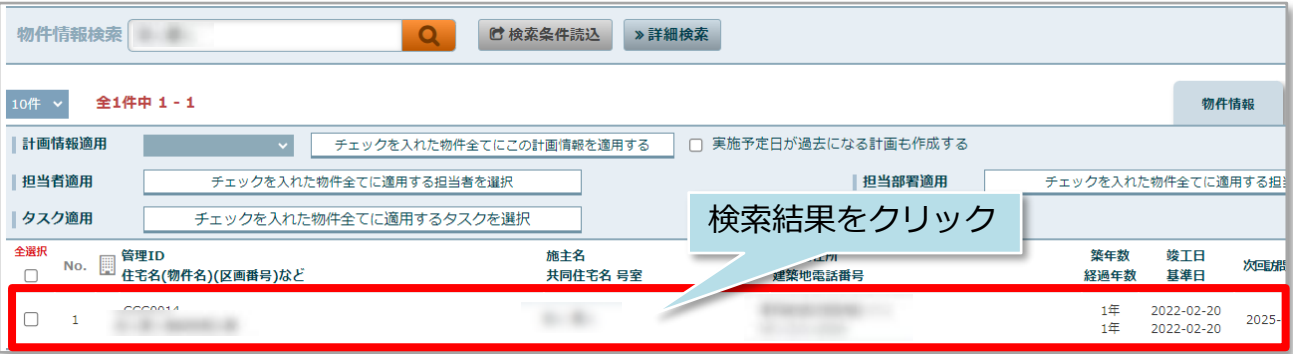 物件情報検索
検索条件読込 詳細検索
10件 全1件中 1 - 1
物件情報
計画情報適用 チェックを入れた物件全てにこの計画情報を適用する 実施予定日が過去になる計画も作成する
担当者適用 チェックを入れた物件全てに適用する担当者を選択 担当部署適用 チェックを入れた物件全てに適用する担
タスク適用 チェックを入れた物件全てに適用するタスクを選択
検索結果をクリック
全選択 No. 管理ID 施主名 築年数 竣工日
住宅名(物件名)(区画番号)など 共同住宅名 号室 建築地電話番号 経過年数 基準日
1年 2022-02-20
1 1年 2022-02-20 2025-